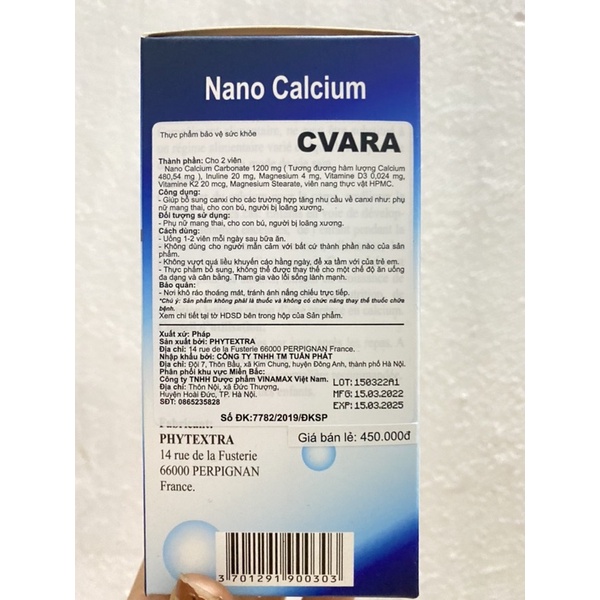 Nano Calcium
Thực phẩm bảo vệ sức khỏe
CVARA
Thành phần: Cho 2 viên
Nano Calcium Carbonate 1200 mg ( Tương đương hàm lượng Calcium
480,54 mg ), Inuline 20 mg, Magnesium 4 mg, Vitamine D3 0,024 mg,
Vitamine K2 20 mcg, Magnesium Stearate, viên nang thực vật HPMC.
Công dụng:
- Giúp bổ sung canxi cho các trường hợp tăng nhu cầu về canxi như: phụ
nữ mang thai, cho con bú, người bị loãng xương.
Đối tượng sử dụng:
- Phụ nữ mang thai, cho con bú, người bị loãng xương.
Cách dùng:
- Uống 1-2 viên mỗi ngày sau bữa ăn.
- Không dùng cho người mẫn cảm với bất cứ thành phần nào của sản
phẩm.
- Không vượt quá liều khuyến cáo hằng ngày, để xa tầm với của trẻ em.
- Thực phẩm bổ sung, không thể được thay thế cho một chế độ ăn uống
đa dạng và cân bằng. Tham gia vào lối sống lành mạnh.
Bảo quản:
- Nơi khô ráo thoáng mát, tránh ánh nắng chiếu trực tiếp.
*Chú ý: Sản phẩm không phải là thuốc và không có chức năng thay thế thuốc chữa
bệnh.
Xem chi tiết tại tờ HDSD bên trong hộp của Sản phẩm.
Xuất xứ: Pháp
Sản xuất bởi: PHYTEXTRA
Địa chỉ: 14 rue de la Fusterie 66000 PERPIGNAN France.
Nhập khẩu bởi: CÔNG TY TNHH TM TUẤN PHÁT
Địa chỉ: Đội 7, Thôn Bầu, xã Kim Chung, huyện Đông Anh, thành phố Hà Nội.
Phân phối khu vực Miền Bắc:
Công ty TNHH Dược phẩm VINAMAX Việt Nam.
Địa chỉ: Thôn Nội, xã Đức Thượng,
Huyện Hoài Đức, TP. Hà Nội.
SĐT: 0865235828
LOT: 150322A1
MFG: 15.03.2022
EXP: 15.03.2025
Số ĐK:7782/2019/ĐKSP
Giá bán lẻ: 450.000đ
PHYTEXTRA
14 rue de la Fusterie
66000 PERPIGNAN
France.
3 701291 900303